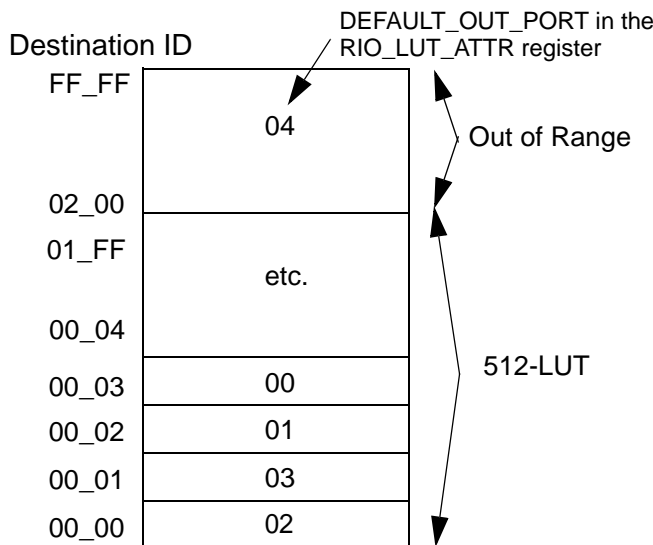 DEFAULT_OUT_PORT in the
RIO_LUT_ATTR register
Destination ID
FF_FF
04
Out of Range
02_00
01_FF
etc.
00_04
512-LUT
00_03 00
00_02 01
00_01 03
00_00 02